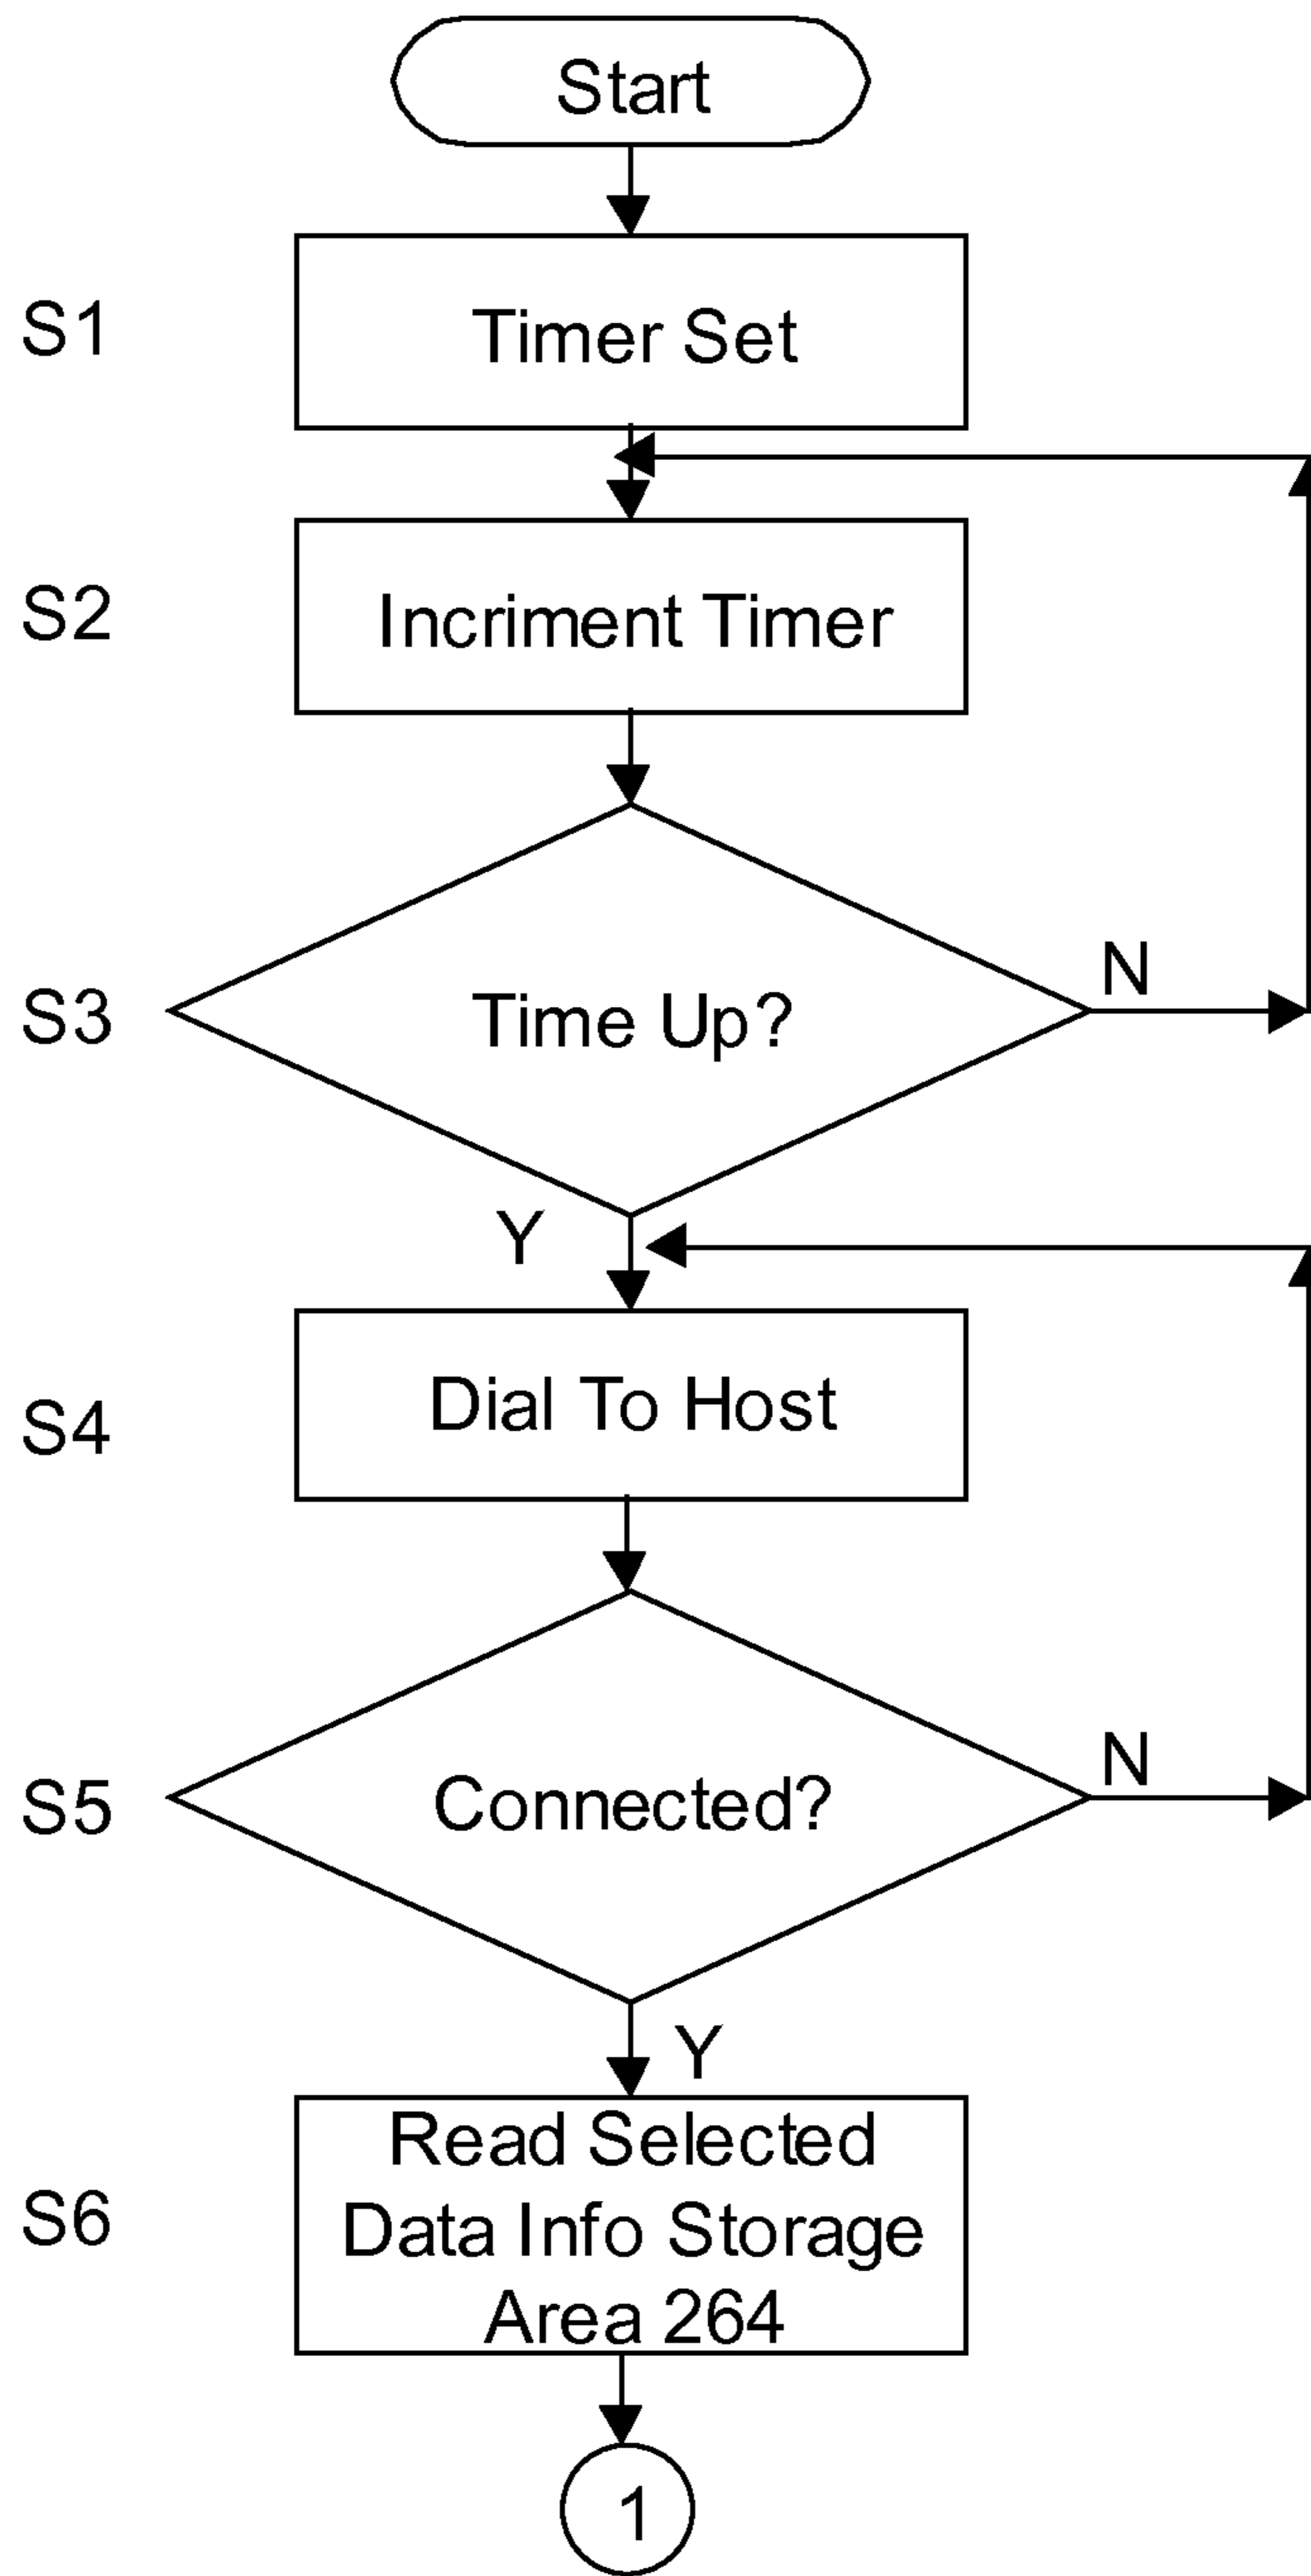 Start
S1
Timer Set
S2
Incriment Timer
S3
Time Up?
N
Y
S4
Dial To Host
S5
Connected?
N
Y
S6
Read Selected
Data Info Storage
Area 264
1